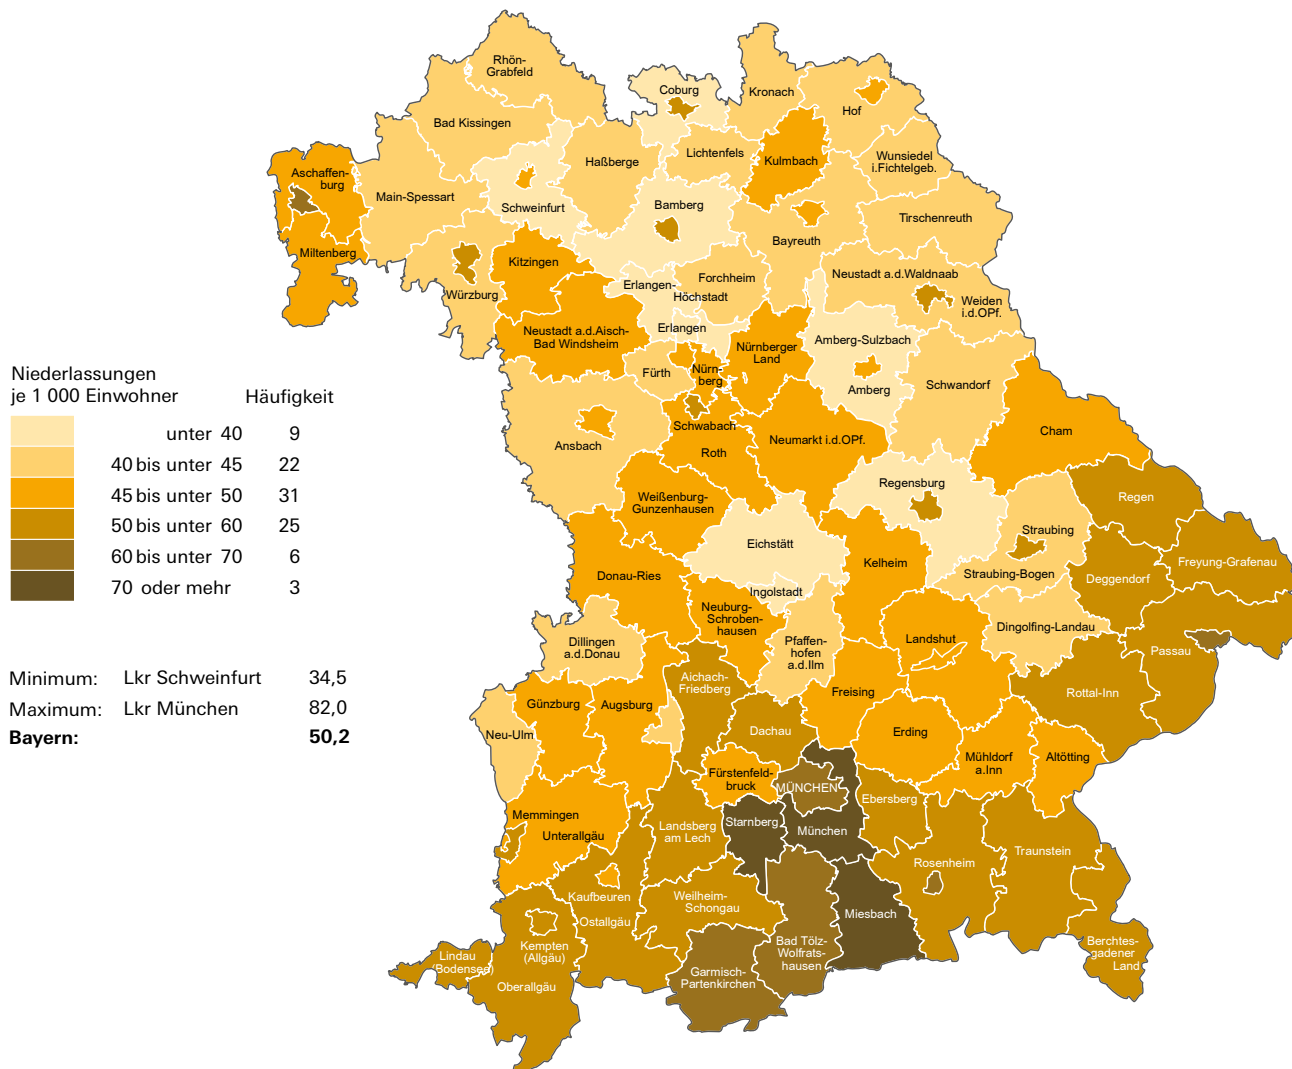 Rhön-
Grabfeld
Coburg
Kronach
Hof
Bad Kissingen
Lichtenfels
Kulmbach
Wunsiedel
i.Fichtelgeb.
Haßberge
Aschaffen-
burg
Main-Spessart
Schweinfurt
Bamberg
Tirschenreuth
Bayreuth
Miltenberg
Kitzingen
Würzburg
Forchheim
Neustadt a.d.Waldnaab
Erlangen-
Höchstadt
Weiden
i.d.OPf.
Erlangen
Neustadt a.d.Aisch-
Bad Windsheim
Nürnberger
Land
Amberg-Sulzbach
Fürth
Nürn-
berg
Amberg
Schwandorf
Schwabach
Roth
Neumarkt i.d.OPf.
Cham
Ansbach
Weißenburg-
Gunzenhausen
Regensburg
Regen
Straubing
Eichstätt
Kelheim
Freyung-Grafenau
Donau-Ries
Straubing-Bogen
Deggendorf
Ingolstadt
Neuburg-
Schroben-
hausen
Dillingen
a.d.Donau
Pfaffen-
hofen
a.d.Ilm
Landshut
Dingolfing-Landau
Passau
Aichach-
Friedberg
Freising
Rottal-Inn
Günzburg
Augsburg
Neu-Ulm
Dachau
Erding
Mühldorf
a.Inn
Altötting
Fürstenfeld-
bruck
MÜNCHEN
Ebersberg
Memmingen
Unterallgäu
Landsberg
am Lech
Starnberg
München
Traunstein
Rosenheim
Kaufbeuren
Ostallgäu
Weilheim-
Schongau
Miesbach
Kempten
(Allgäu)
Bad Tölz-
Wolfrats-
hausen
Berchtes-
gadener
Land
Lindau
(Bodensee)
Oberallgäu
Garmisch-
Partenkirchen
Niederlassungen
je 1 000 Einwohner Häufigkeit
unter 40 9
40 bis unter 45 22
45 bis unter 50 31
50 bis unter 60 25
60 bis unter 70 6
70 oder mehr 3
Minimum: Lkr Schweinfurt 34,5
Maximum: Lkr München 82,0
Bayern: 50,2